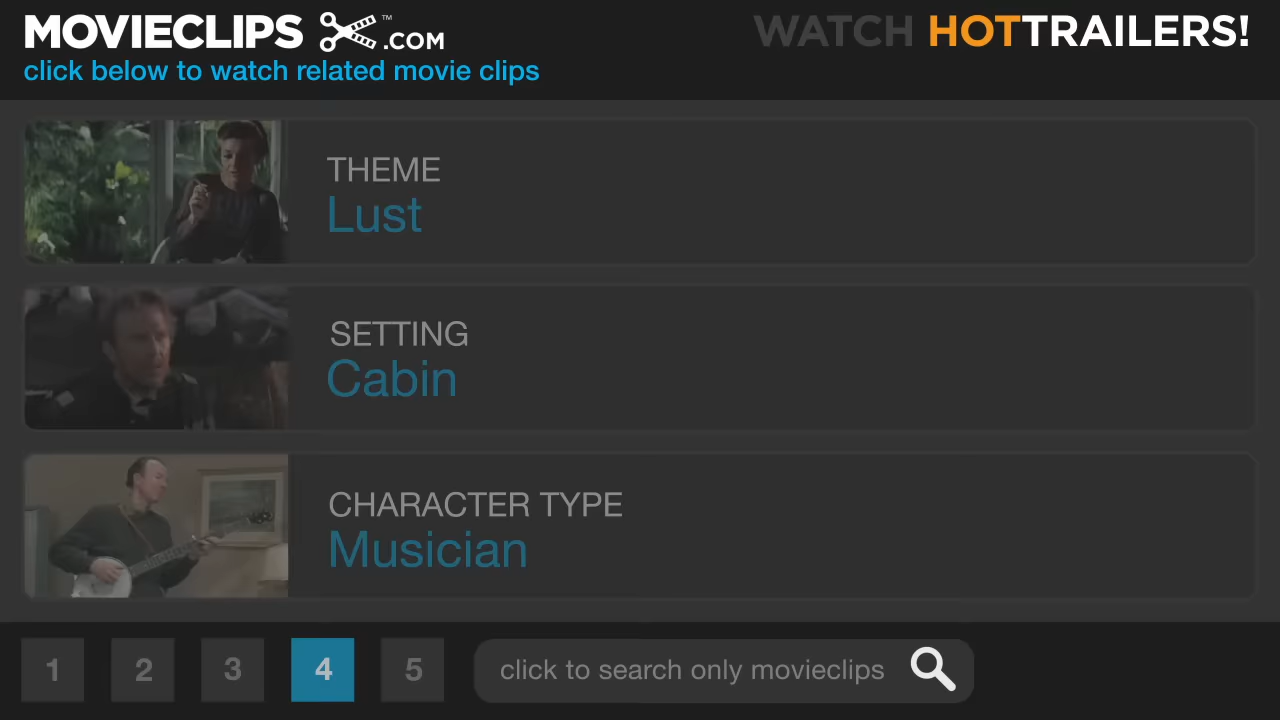 MOVIECLIPS™.COM
WATCH HOTTRAILERS!
click below to watch related movie clips
THEME
Lust
SETTING
Cabin
CHARACTER TYPE
Musician
1 2 3 4 5 click to search only movieclips